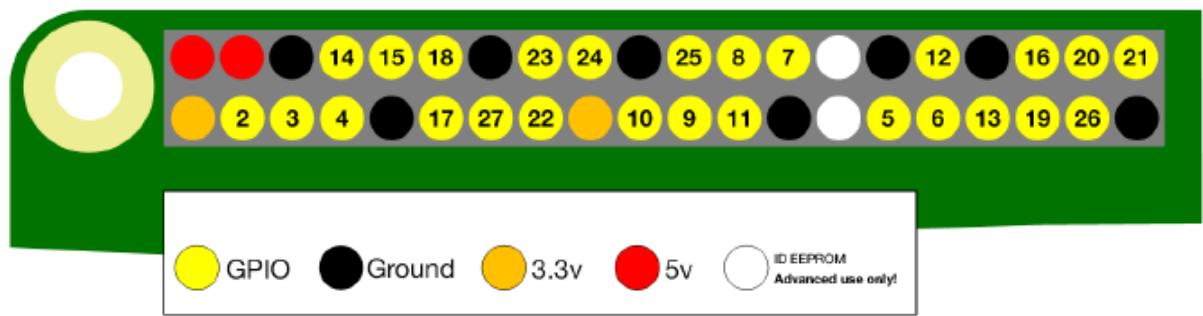 14 15 18 23 24 25 8 7 12 16 20 21
2 3 4 17 27 22 10 9 11 5 6 13 19 26
GPIO Ground 3.3v 5v ID EEPROM
Advanced use only!